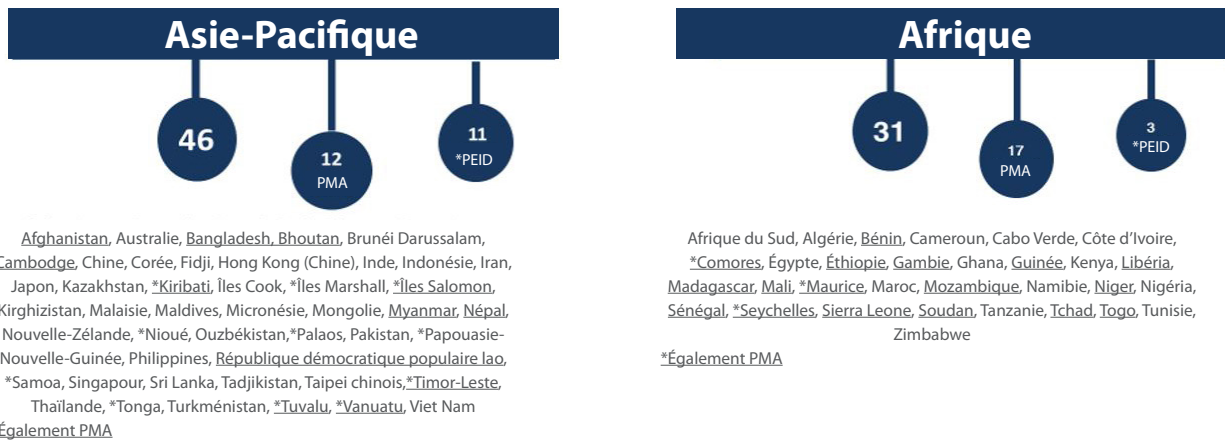 Asie-Pacifique
46
12
PMA
11
*PEID
Afghanistan, Australie, Bangladesh, Bhoutan, Brunéi Darussalam,
Cambodge, Chine, Corée, Fidji, Hong Kong (Chine), Inde, Indonésie, Iran,
Japon, Kazakhstan, *Kiribati, Îles Cook, *Îles Marshall, *Îles Salomon,
Kirghizistan, Malaisie, Maldives, Micronésie, Mongolie, Myanmar, Népal,
Nouvelle-Zélande, *Nioué, Ouzbékistan,*Palaos, Pakistan, *Papouasie-
Nouvelle-Guinée, Philippines, République démocratique populaire lao,
*Samoa, Singapour, Sri Lanka, Tadjikistan, Taipei chinois,*Timor-Leste,
Thaïlande, *Tonga, Turkménistan, *Tuvalu, *Vanuatu, Viet Nam
Également PMA
Afrique
31
17
PMA
3
*PEID
Afrique du Sud, Algérie, Bénin, Cameroun, Cabo Verde, Côte d'Ivoire,
*Comores, Égypte, Éthiopie, Gambie, Ghana, Guinée, Kenya, Libéria,
Madagascar, Mali, *Maurice, Maroc, Mozambique, Namibie, Niger, Nigéria,
Sénégal, *Seychelles, Sierra Leone, Soudan, Tanzanie, Tchad, Togo, Tunisie,
Zimbabwe
*Également PMA